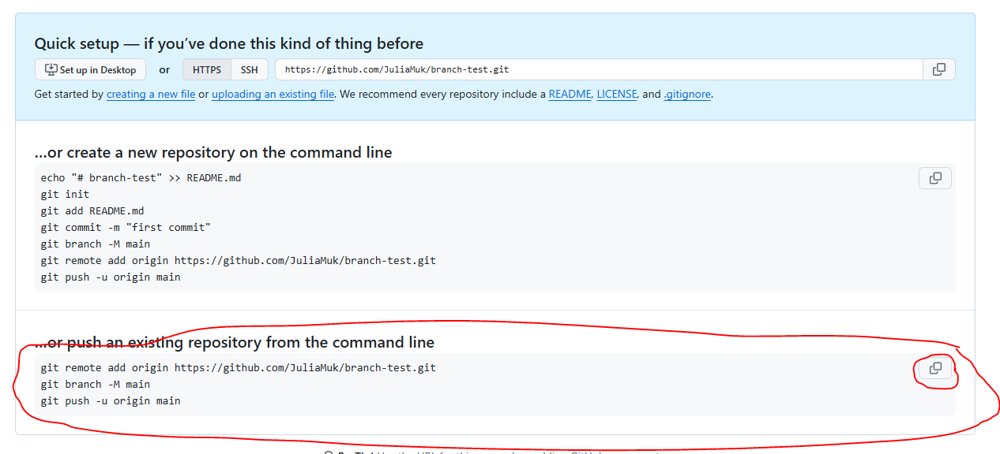 Quick setup — if you’ve done this kind of thing before
Set up in Desktop or HTTPS SSH https://github.com/JuliaMuk/branch-test.git
Get started by creating a new file or uploading an existing file. We recommend every repository include a README, LICENSE, and .gitignore.
…or create a new repository on the command line
echo "# branch-test" >> README.md
git init
git add README.md
git commit -m "first commit"
git branch -M main
git remote add origin https://github.com/JuliaMuk/branch-test.git
git push -u origin main
…or push an existing repository from the command line
git remote add origin https://github.com/JuliaMuk/branch-test.git
git branch -M main
git push -u origin main